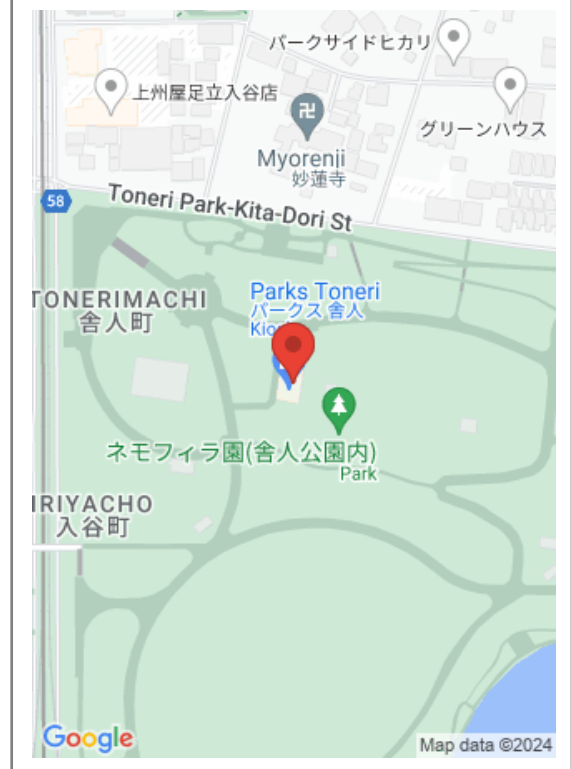 パークサイドヒカリ
上州屋足立入谷店
グリーンハウス
卍
Myorenji
妙蓮寺
58
Toneri Park-Kita-Dori St
TONERIMACHI
舎人町
Parks Toneri
パークス 舎人
ネモフィラ園(舎人公園内)
Park
IRIYACHO
入谷町
Google
Map data ©2024